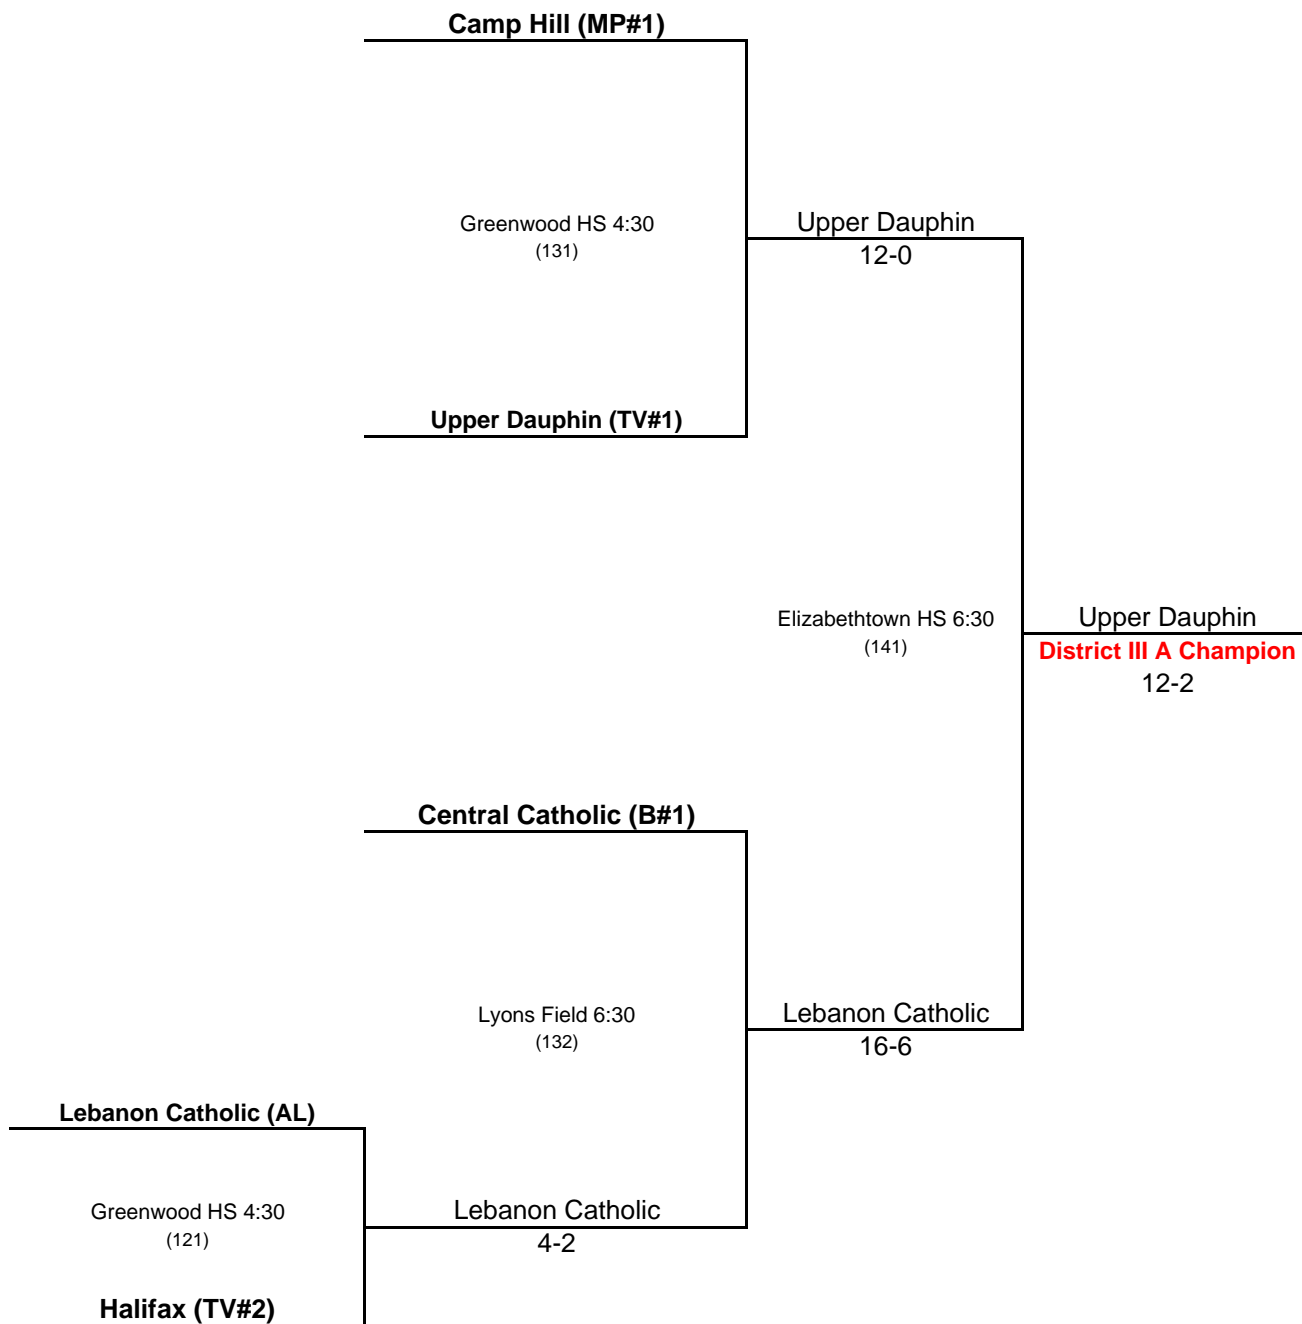 Camp Hill (MP#1)
Greenwood HS 4:30
(131)
Upper Dauphin
12-0
Upper Dauphin (TV#1)
Elizabethtown HS 6:30
(141)
Upper Dauphin
District III A Champion
12-2
Central Catholic (B#1)
Lyons Field 6:30
(132)
Lebanon Catholic
16-6
Lebanon Catholic (AL)
Greenwood HS 4:30
(121)
Lebanon Catholic
4-2
Halifax (TV#2)